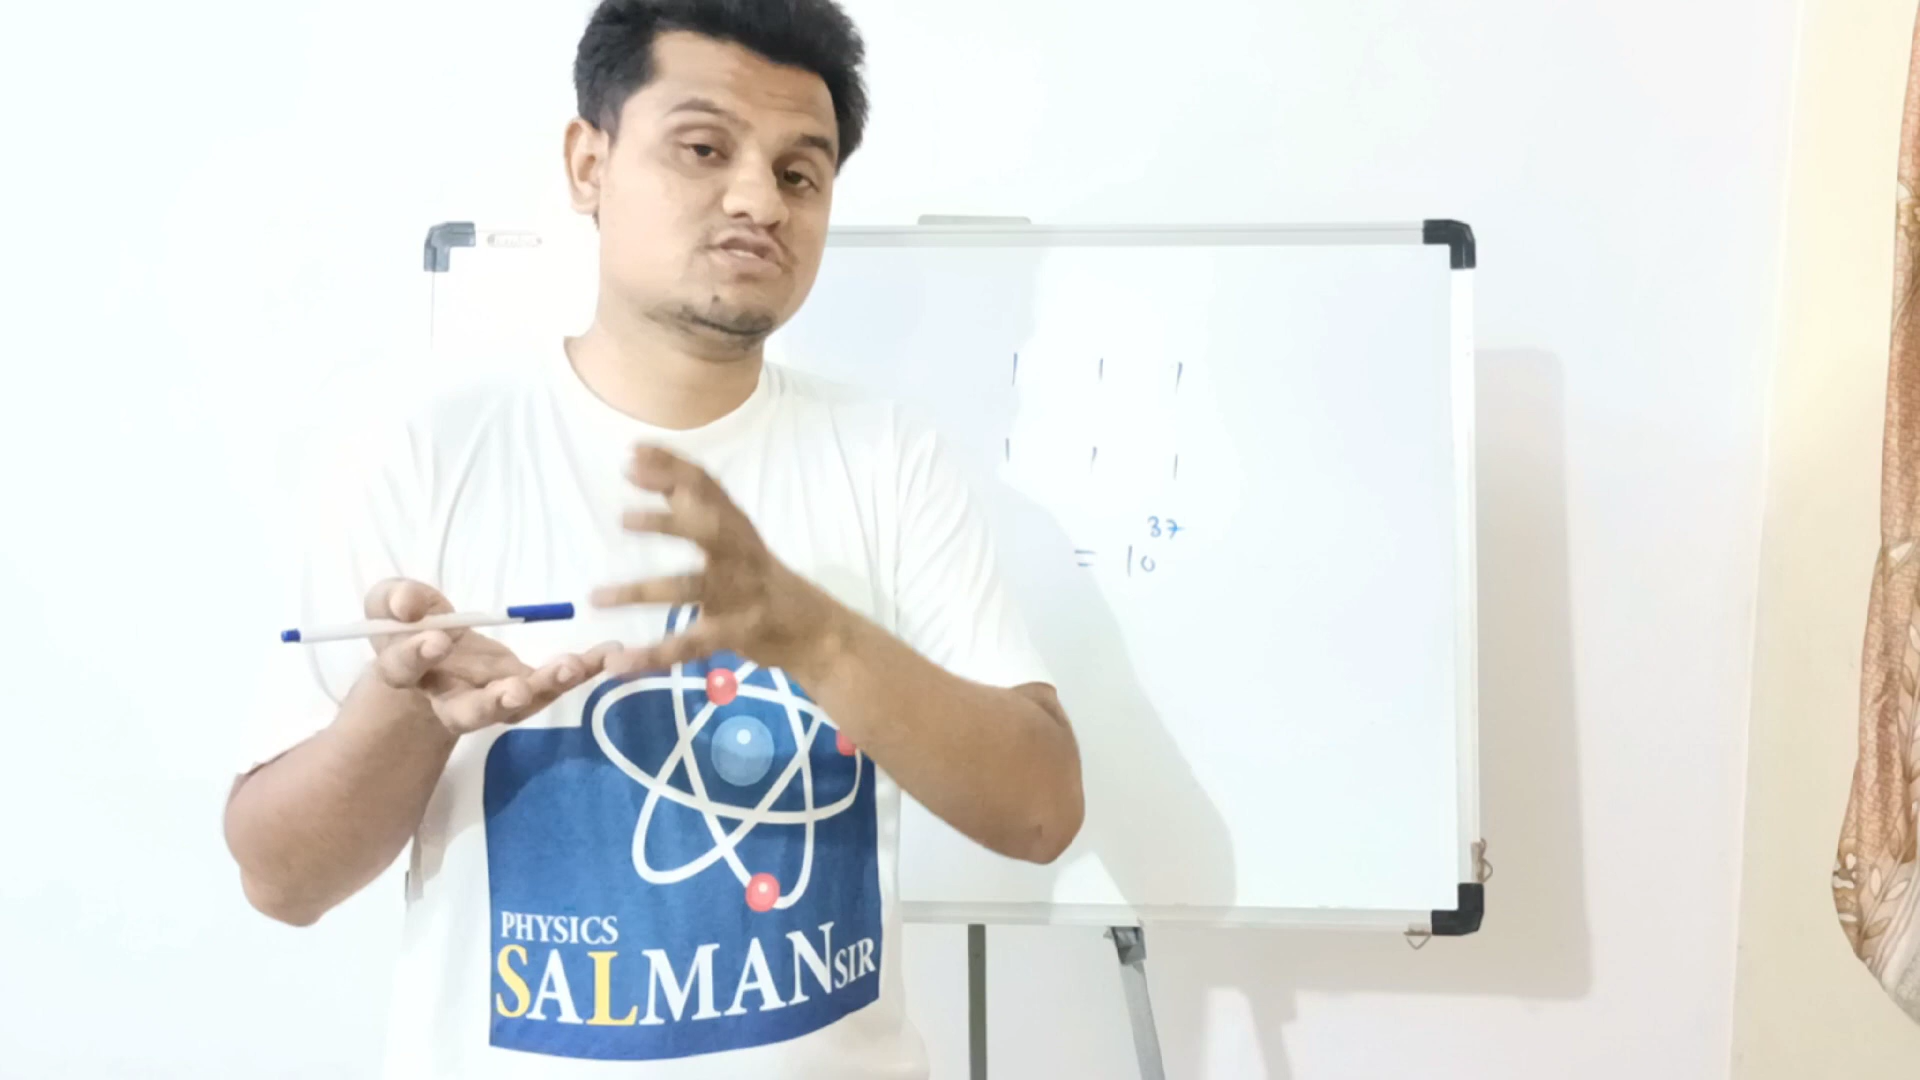 | | |
| | |
= 10³⁷
PHYSICS
SALMAN SIR